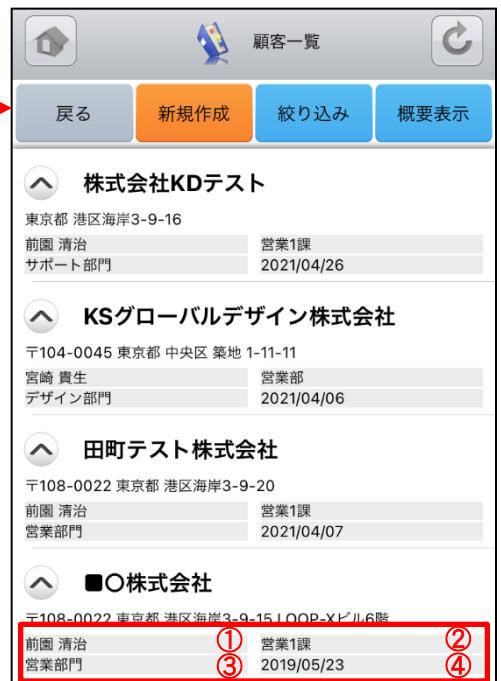 顧客一覧
戻る 新規作成 絞り込み 概要表示
株式会社KDテスト
東京都 港区海岸3-9-16
前園 清治 営業1課
サポート部門 2021/04/26
KSグローバルデザイン株式会社
〒104-0045 東京都 中央区 築地 1-11-11
宮崎 貴生 営業部
デザイン部門 2021/04/06
田町テスト株式会社
〒108-0022 東京都 港区海岸3-9-20
前園 清治 営業1課
営業部門 2021/04/07
■〇株式会社
〒108-0022 東京都 港区海岸3-9-15 LOOP-Xビル6階
前園 清治 ① 営業1課 ②
営業部門 ③ 2019/05/23 ④